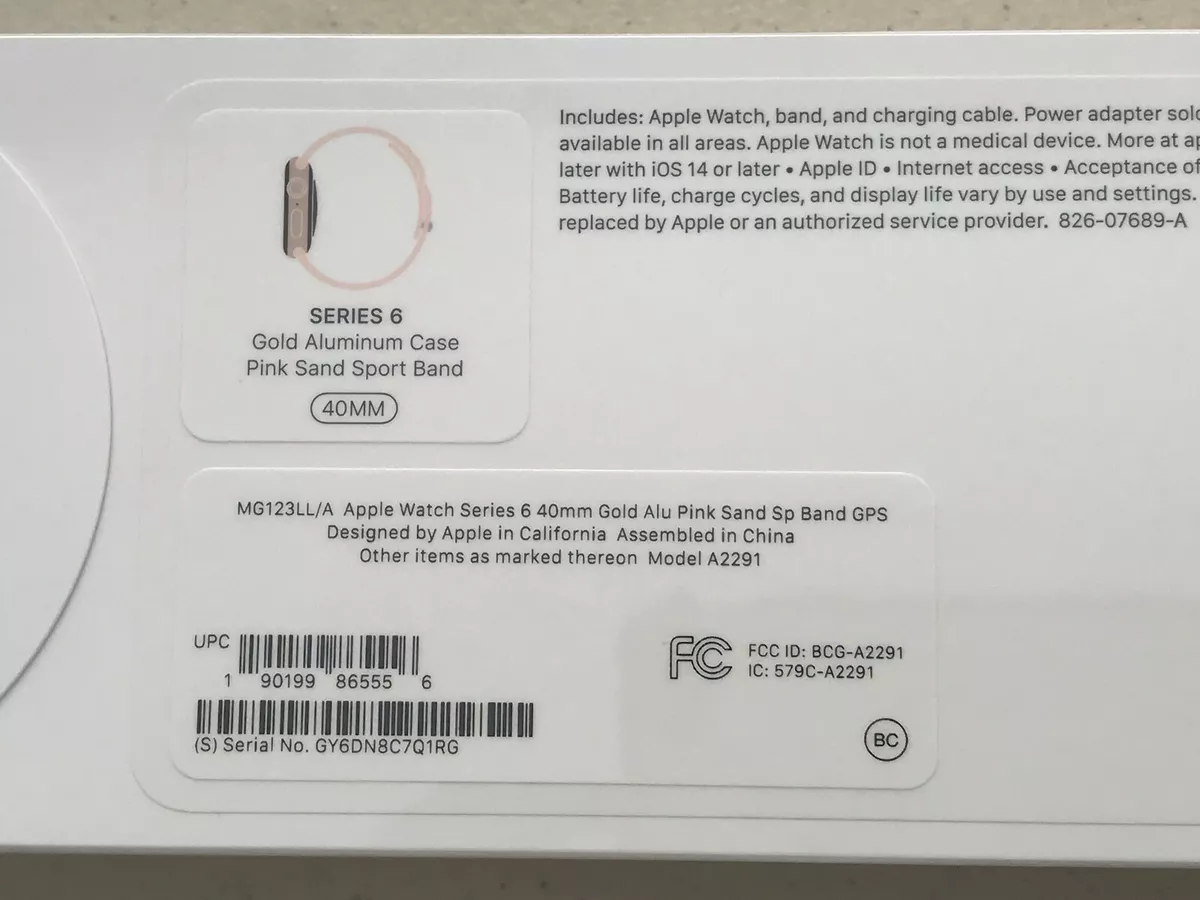 Includes: Apple Watch, band, and charging cable. Power adapter
available in all areas. Apple Watch is not a medical device. More at
later with iOS 14 or later • Apple ID • Internet access • Acceptance of
Battery life, charge cycles, and display life vary by use and settings.
replaced by Apple or an authorized service provider. 826-07689-A
SERIES 6
Gold Aluminum Case
Pink Sand Sport Band
40MM
MG123LL/A Apple Watch Series 6 40mm Gold Alu Pink Sand Sp Band GPS
Designed by Apple in California Assembled in China
Other items as marked thereon Model A2291
UPC
1 90199 86555 6
(S) Serial No. GY6DN8C7Q1RG
FC
FCC ID: BCG-A2291
IC: 579C-A2291
BC